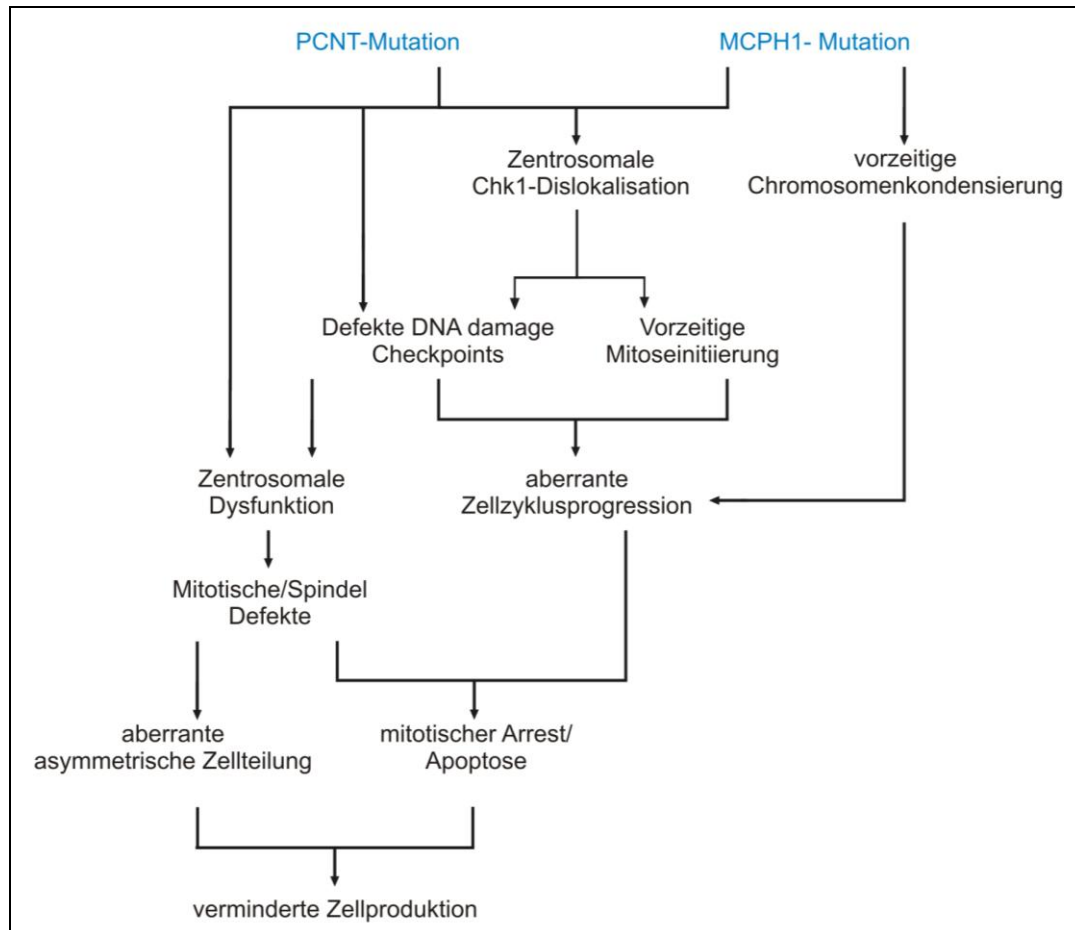 PCNT-Mutation
MCPH1- Mutation
Zentrosomale
Chk1-Dislokalisation
vorzeitige
Chromosomenkondensierung
Defekte DNA damage
Checkpoints
Vorzeitige
Mitoseinitiierung
Zentrosomale
Dysfunktion
aberrante
Zellzyklusprogression
Mitotische/Spindel
Defekte
aberrante
asymmetrische Zellteilung
mitotischer Arrest/
Apoptose
verminderte Zellproduktion